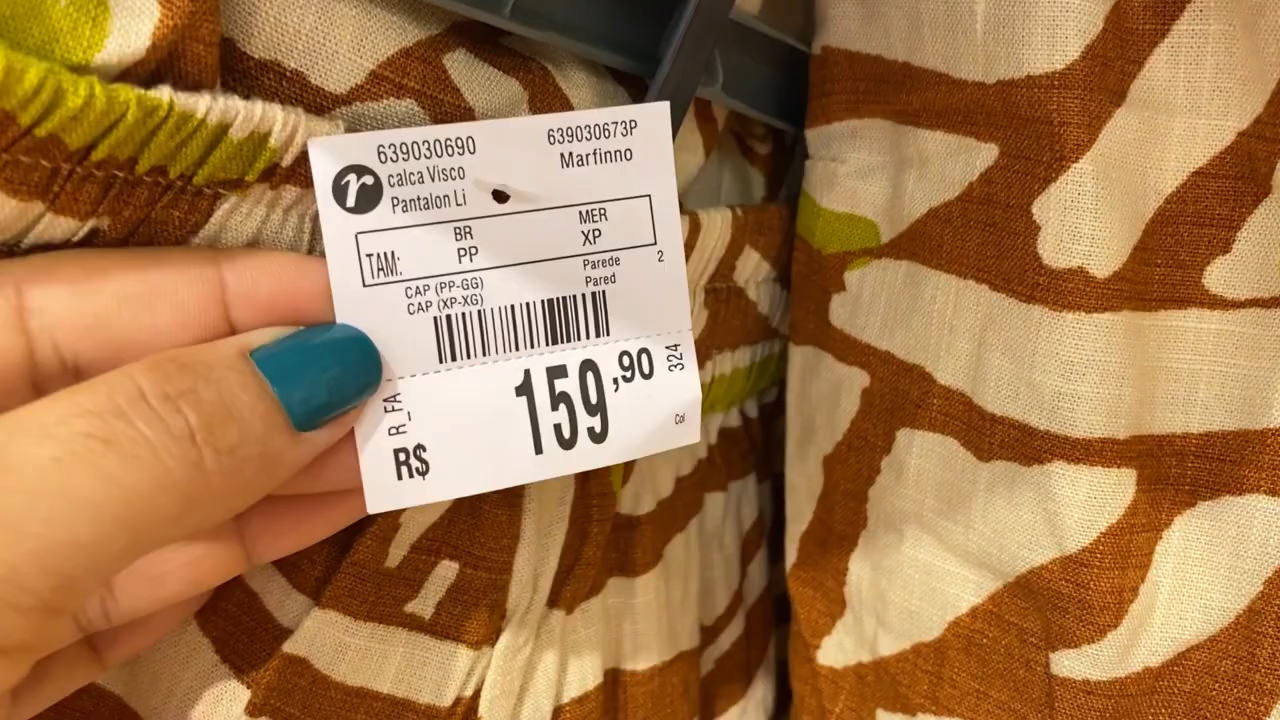 639030690 639030673P
r calca Visco Marfinno
Pantalon Li
BR MER
TAM: PP XP
CAP (PP-GG) Parede 2
CAP (XP-XG) Pared
R_FA 159,90 324
R$ Col